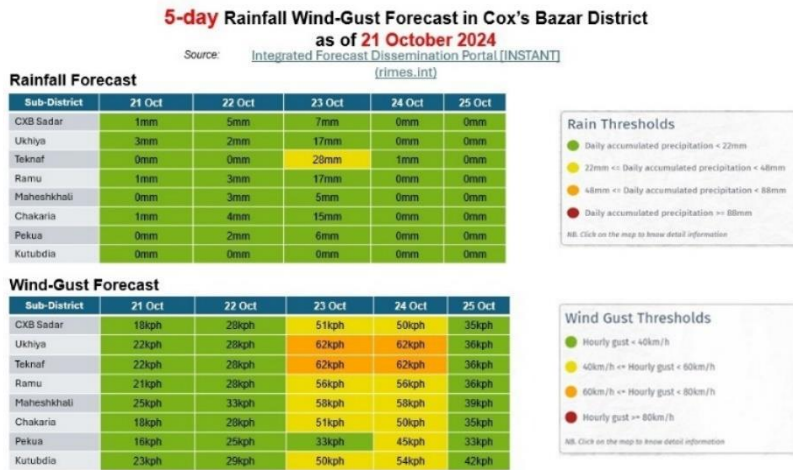 5-day Rainfall Wind-Gust Forecast in Cox's Bazar District
as of 21 October 2024
Source: Integrated Forecast Dissemination Portal [INSTANT]
(rimes.int)
Rainfall Forecast
Sub-District 21 Oct 22 Oct 23 Oct 24 Oct 25 Oct
CXB Sadar 1mm 5mm 7mm 0mm 0mm
Ukhiya 3mm 2mm 17mm 0mm 0mm
Teknaf 0mm 0mm 28mm 1mm 0mm
Ramu 1mm 3mm 17mm 0mm 0mm
Maheshkhali 0mm 3mm 5mm 0mm 0mm
Chakaria 1mm 4mm 15mm 0mm 0mm
Pekua 0mm 2mm 6mm 0mm 0mm
Kutubdia 0mm 0mm 0mm 0mm 0mm
Rain Thresholds
Daily accumulated precipitation < 22mm
22mm <= Daily accumulated precipitation < 48mm
48mm <= Daily accumulated precipitation < 88mm
Daily accumulated precipitation >= 88mm
NB. Click on the map to know detail information
Wind-Gust Forecast
Sub-District 21 Oct 22 Oct 23 Oct 24 Oct 25 Oct
CXB Sadar 18kph 28kph 51kph 50kph 35kph
Ukhiya 22kph 28kph 62kph 62kph 36kph
Teknaf 22kph 28kph 62kph 62kph 36kph
Ramu 21kph 28kph 56kph 56kph 36kph
Maheshkhali 25kph 33kph 58kph 58kph 39kph
Chakaria 18kph 28kph 51kph 50kph 35kph
Pekua 16kph 25kph 33kph 45kph 33kph
Kutubdia 23kph 29kph 50kph 54kph 42kph
Wind Gust Thresholds
Hourly gust < 40km/h
40km/h <= Hourly gust < 60km/h
60km/h <= Hourly gust < 80km/h
Hourly gust >= 80km/h
NB. Click on the map to know detail information